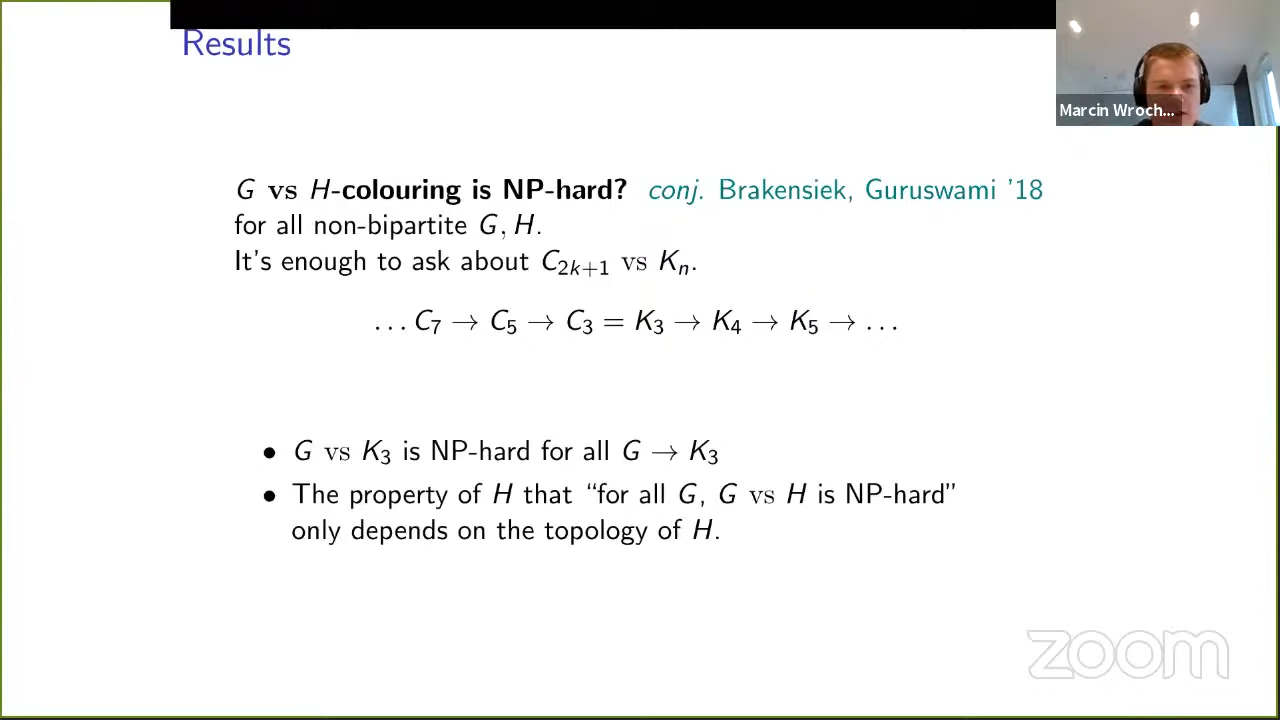 Results
Marcin Wroch...
G vs H-colouring is NP-hard? conj. Brakensiek, Guruswami '18
for all non-bipartite G, H.
It's enough to ask about C₂ₖ₊₁ vs Kₙ.
... C₇ → C₅ → C₃ = K₃ → K₄ → K₅ → ...
• G vs K₃ is NP-hard for all G → K₃
• The property of H that “for all G, G vs H is NP-hard”
only depends on the topology of H.
zoom